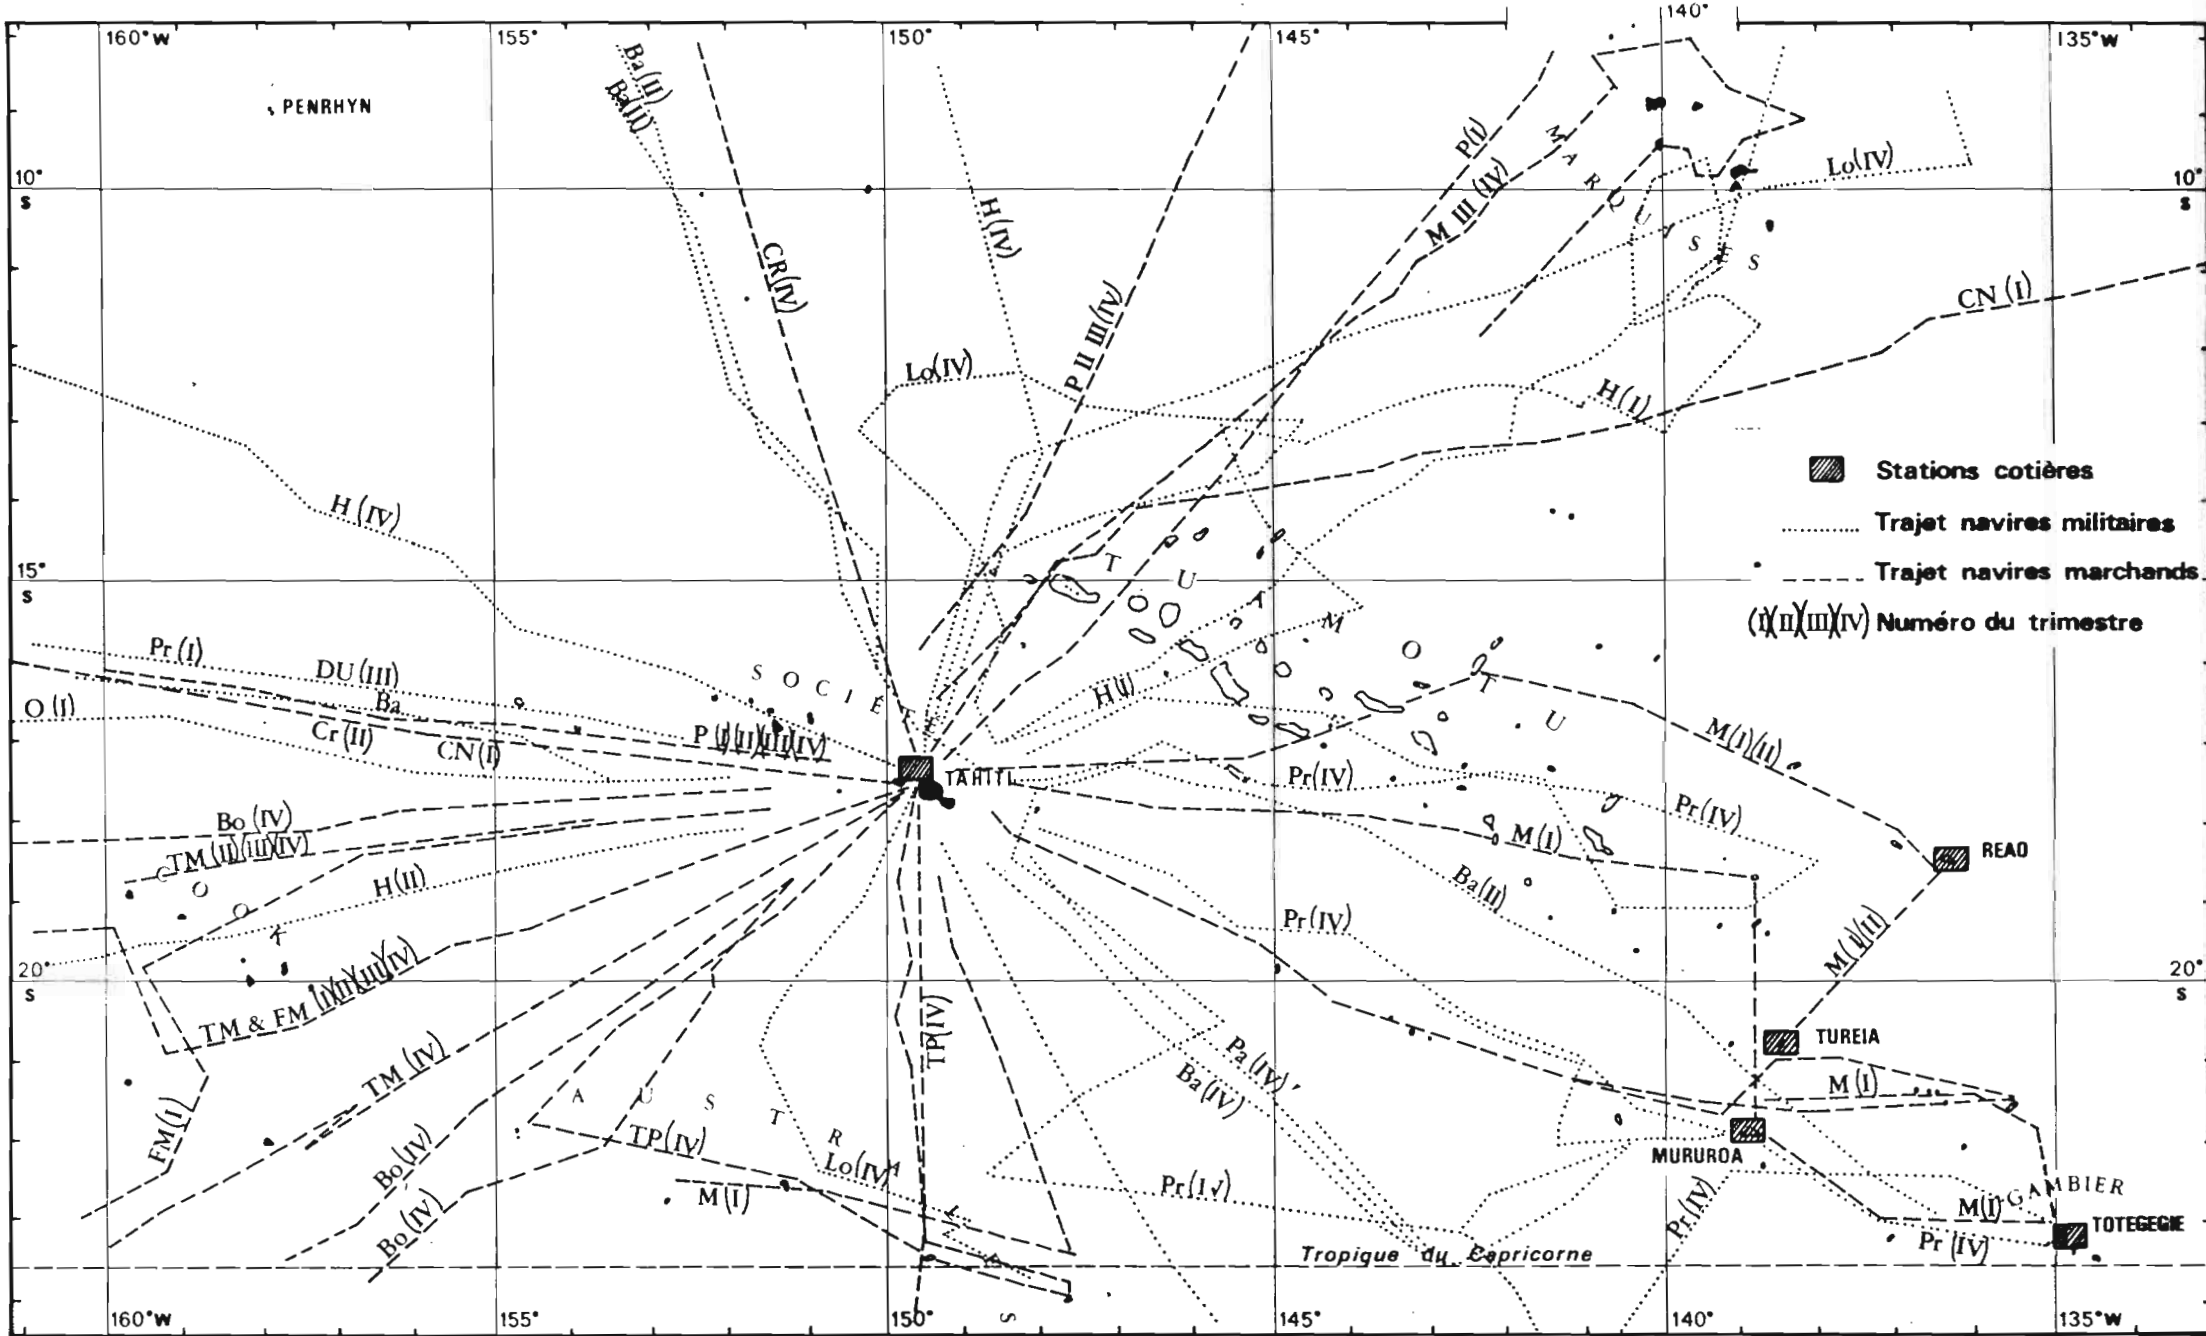 160°W
155°
150°
145°
140°
135°W
PENRHYN
Ba(II)
Ba(II)
CR(IV)
H(IV)
P II III(IV)
P(I)
M III (IV)
MARQUISES
Lo(IV)
10°
S
10°
S
CN (I)
Lo(IV)
H(I)
Stations cotières
Trajet navires militaires
Trajet navires marchands
(I)(II)(III)(IV) Numéro du trimestre
H (IV)
15°
S
TUAMOTU
Pr (I)
DU (III)
Ba
O (I)
Cr (II)
CN (I)
P (I)(II)(III)(IV)
SOCIÉTÉ
TAHITI
H(I)
M(I)(II)
Pr(IV)
Pr(IV)
M(I)
REAO
Bo (IV)
TM (II)(III)(IV)
COOK
H(II)
Ba(II)
Pr(IV)
M(I)(II)
20°
S
20°
S
TM & FM (I)(II)(III)(IV)
TM (IV)
TP(IV)
Pa(IV)
Ba(IV)
TUREIA
M(I)
FM(I)
Bo(IV)
Bo(IV)
AUSTRALES
TP(IV)
Lo(IV)
M(I)
Pr(IV)
MURUROA
Pr(IV)
M(I)
GAMBIER
TOTEGEGIE
Pr(IV)
Tropique du Capricorne
160°W
155°
150°
145°
140°
135°W